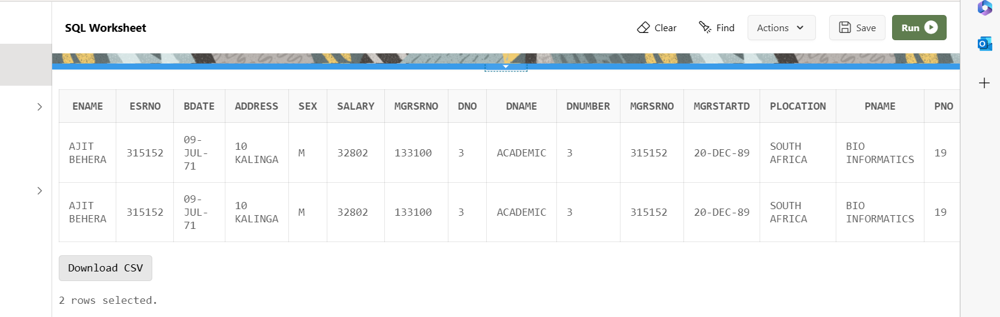 SQL Worksheet Clear Find Actions Save Run
ENAME ESRNO BDATE ADDRESS SEX SALARY MGRSRNO DNO DNAME DNUMBER MGRSRNO MGRSTARTD PLOCATION PNAME PNO
AJIT BEHERA 315152 09-JUL-71 10 KALINGA M 32802 133100 3 ACADEMIC 3 315152 20-DEC-89 SOUTH AFRICA BIO INFORMATICS 19
AJIT BEHERA 315152 09-JUL-71 10 KALINGA M 32802 133100 3 ACADEMIC 3 315152 20-DEC-89 SOUTH AFRICA BIO INFORMATICS 19
Download CSV
2 rows selected.